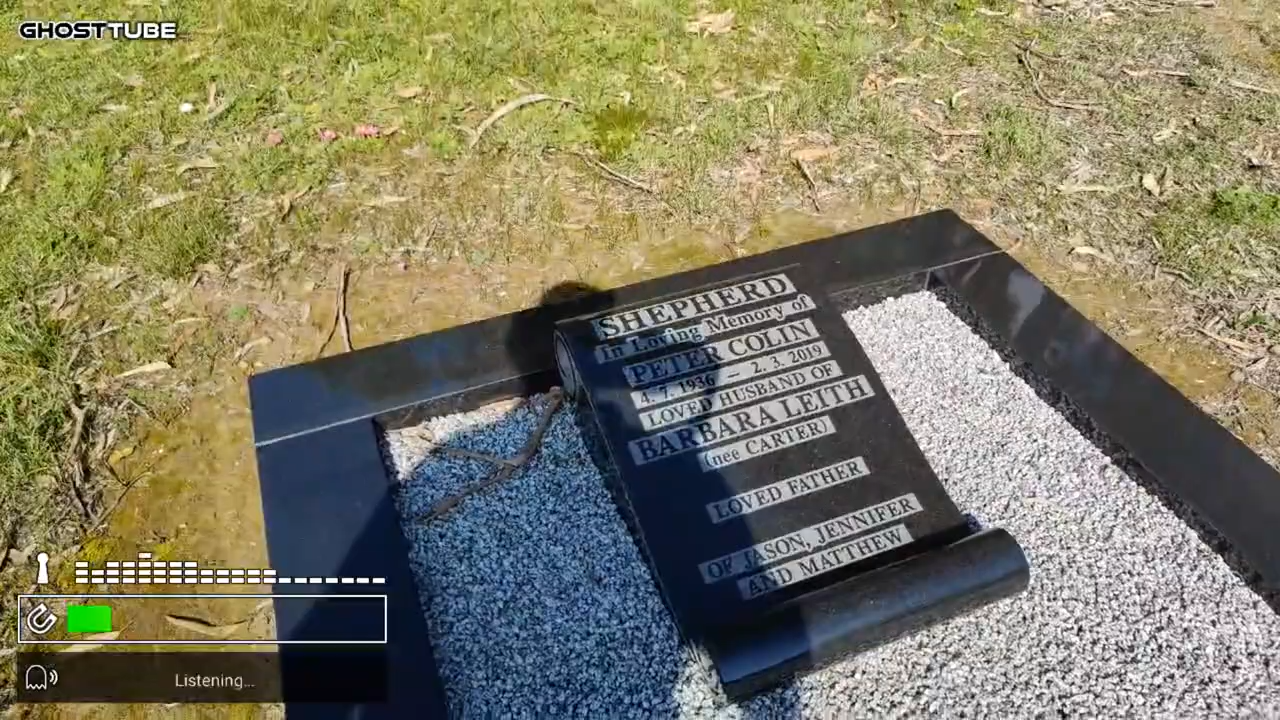 GHOSTTUBE
SHEPHERD
In Loving Memory of
PETER COLIN
4. 7. 1936 – 2. 3. 2019
LOVED HUSBAND OF
BARBARA LEITH
(nee CARTER)
LOVED FATHER
OF JASON, JENNIFER
AND MATTHEW
Listening...